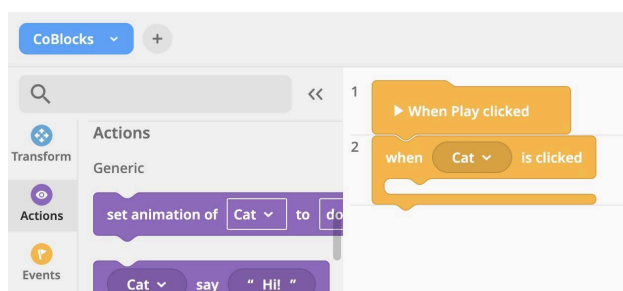 CoBlocks
+
Actions
Generic
Transform
Actions
Events
set animation of Cat to do
Cat say " Hi! "
1
When Play clicked
2
when Cat is clicked